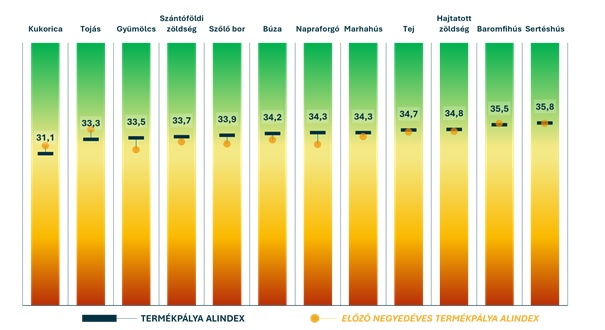 Kukorica
Tojás
Gyümölcs
Szántóföldi
zöldség
Szőlő bor
Búza
Napraforgó
Marhahús
Tej
Hajtatott
zöldség
Baromfihús
Sertéshús
31,1
33,3
33,5
33,7
33,9
34,2
34,3
34,3
34,7
34,8
35,5
35,8
TERMÉKPÁLYA ALINDEX
ELŐZŐ NEGYEDÉVES TERMÉKPÁLYA ALINDEX